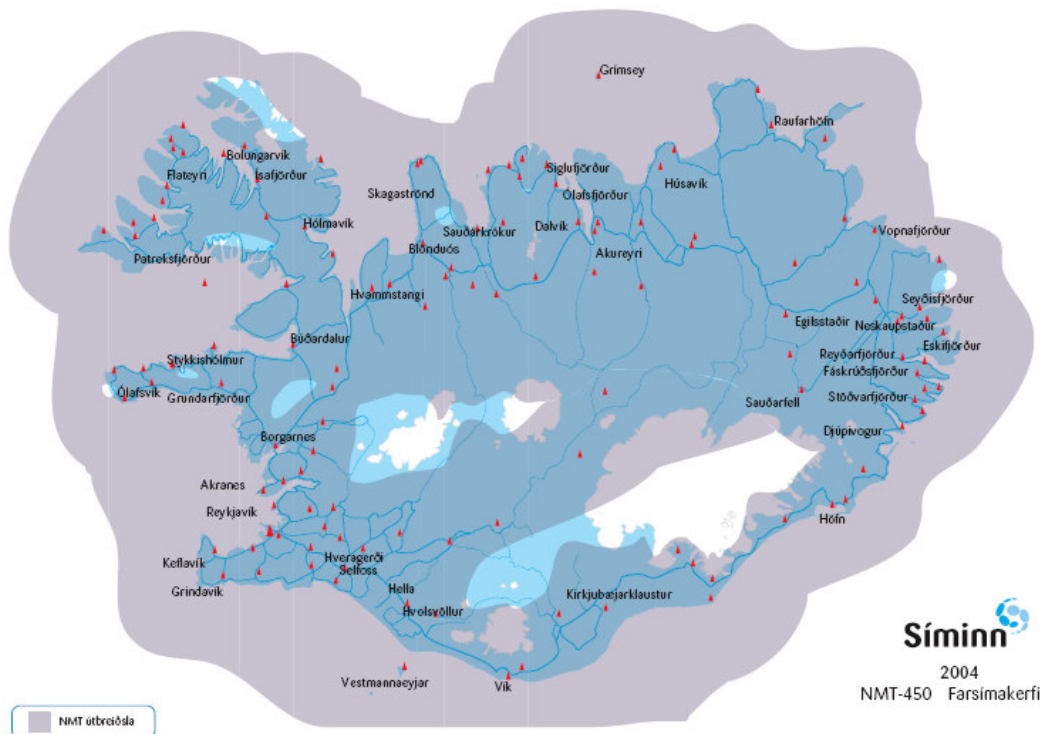 Grímsey
Raufarhöfn
Bolungarvík
Siglufjörður
Flateyri
Ísafjörður
Húsavík
Skagaströnd
Ólafsfjörður
Hólmavík
Sauðárkrókur
Dalvík
Vopnafjörður
Blönduós
Patreksfjörður
Akureyri
Hvammstangi
Seyðisfjörður
Egilsstaðir
Neskaupstaður
Búðardalur
Eskifjörður
Stykkishólmur
Reyðarfjörður
Fáskrúðsfjörður
Ólafsvík
Grundarfjörður
Sauðarfell
Stöðvarfjörður
Djúpivogur
Borgarnes
Akranes
Reykjavík
Höfn
Hveragerði
Keflavík
Selfoss
Grindavík
Hella
Kirkjubæjarklaustur
Hvolsvöllur
Síminn
2004
Vestmannaeyjar
Vík
NMT-450 Farsímakerfi
NMT útbreiðsla